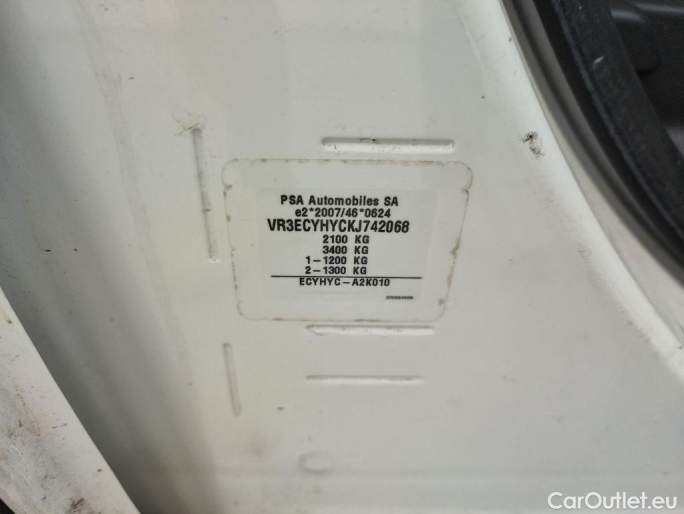 PSA Automobiles SA
e2*2007/46*0624
VR3ECYHYCKJ742068
2100 KG
3400 KG
1-1200 KG
2-1300 KG
ECYHYC-A2K010
CarOutlet.eu